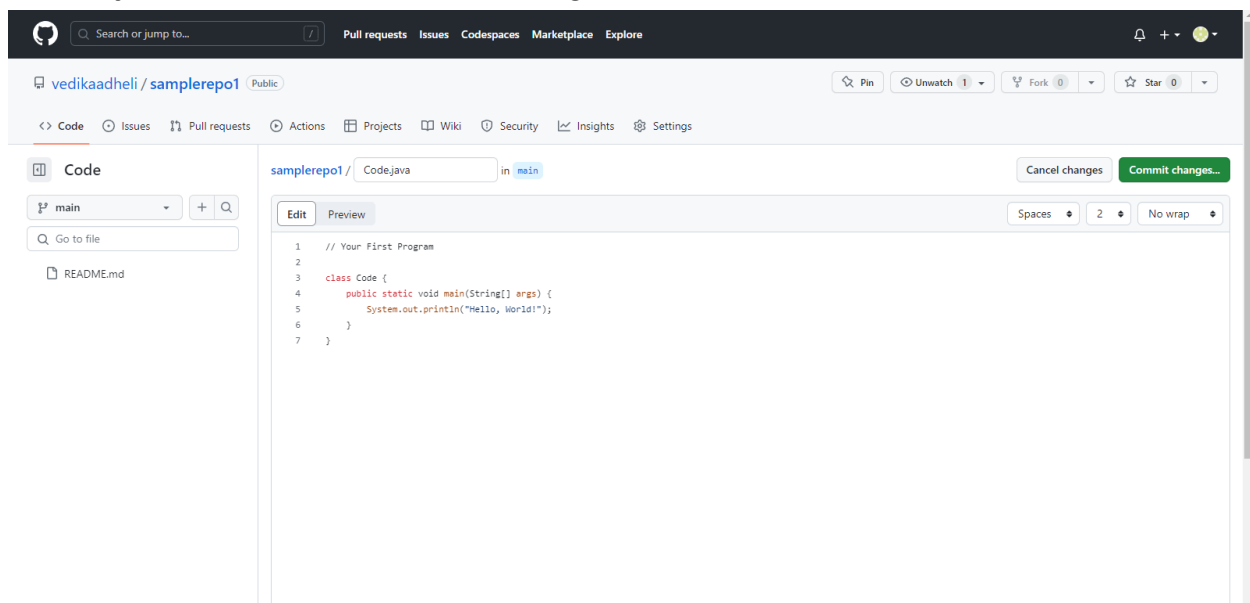 Search or jump to... / Pull requests Issues Codespaces Marketplace Explore
vedikaadheli / samplerepo1 Public Pin Unwatch 1 Fork 0 Star 0
<> Code Issues Pull requests Actions Projects Wiki Security Insights Settings
Code samplerepo1 / Code.java in main Cancel changes Commit changes...
main Edit Preview Spaces 2 No wrap
Go to file
README.md
1 // Your First Program
2
3 class Code {
4 public static void main(String[] args) {
5 System.out.println("Hello, World!");
6 }
7 }